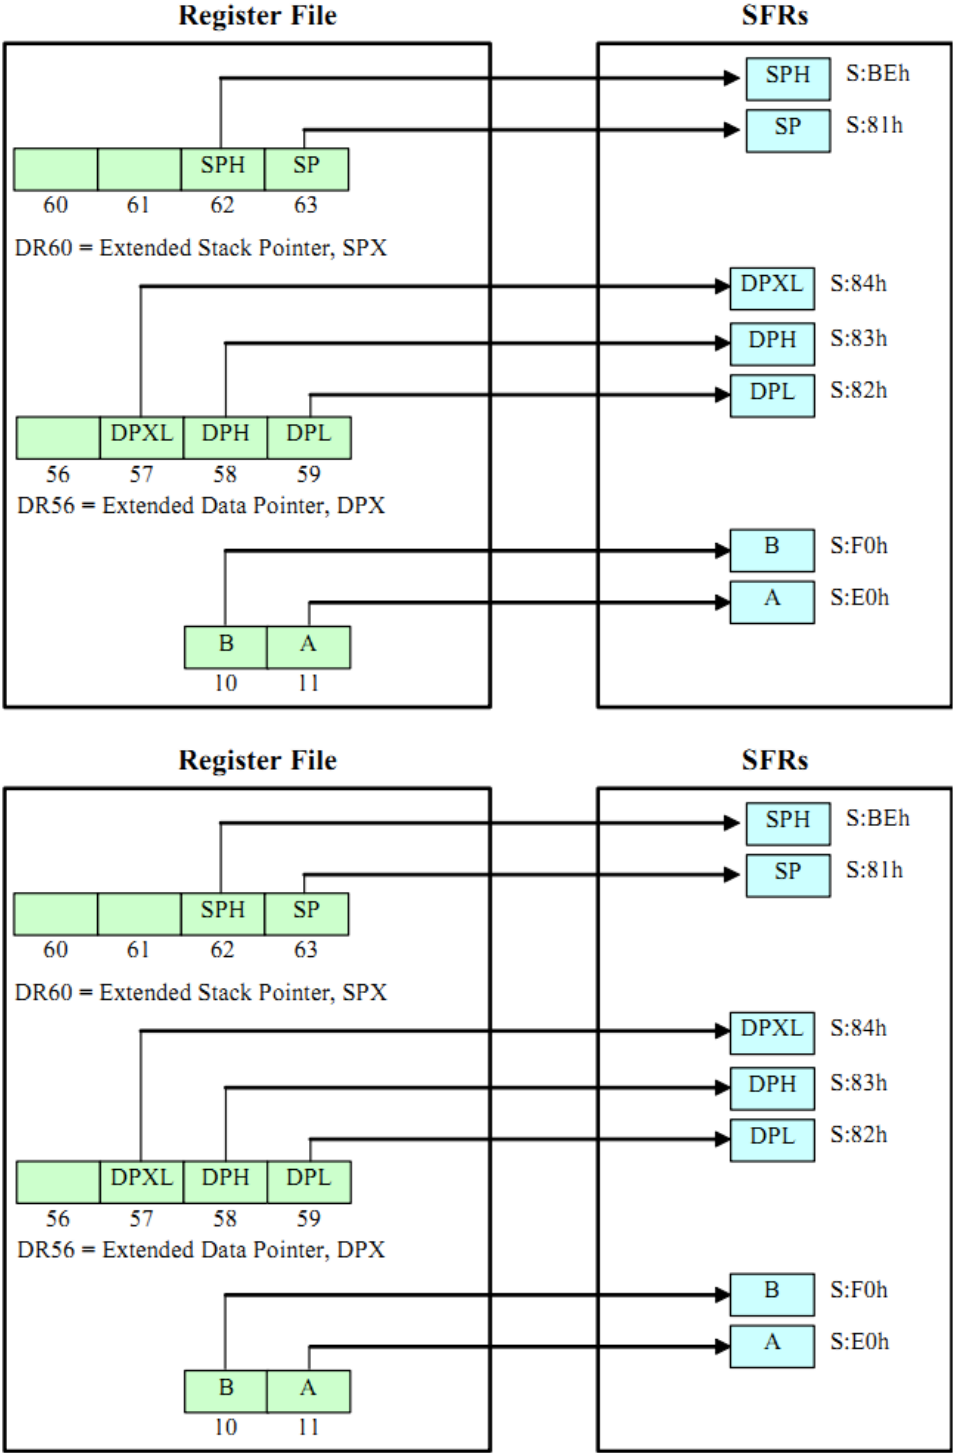 Register File SFRs
SPH S:BEh
SP S:81h
SPH SP
60 61 62 63
DR60 = Extended Stack Pointer, SPX
DPXL S:84h
DPH S:83h
DPL S:82h
DPXL DPH DPL
56 57 58 59
DR56 = Extended Data Pointer, DPX
B S:F0h
A S:E0h
B A
10 11
Register File SFRs
SPH S:BEh
SP S:81h
SPH SP
60 61 62 63
DR60 = Extended Stack Pointer, SPX
DPXL S:84h
DPH S:83h
DPL S:82h
DPXL DPH DPL
56 57 58 59
DR56 = Extended Data Pointer, DPX
B S:F0h
A S:E0h
B A
10 11